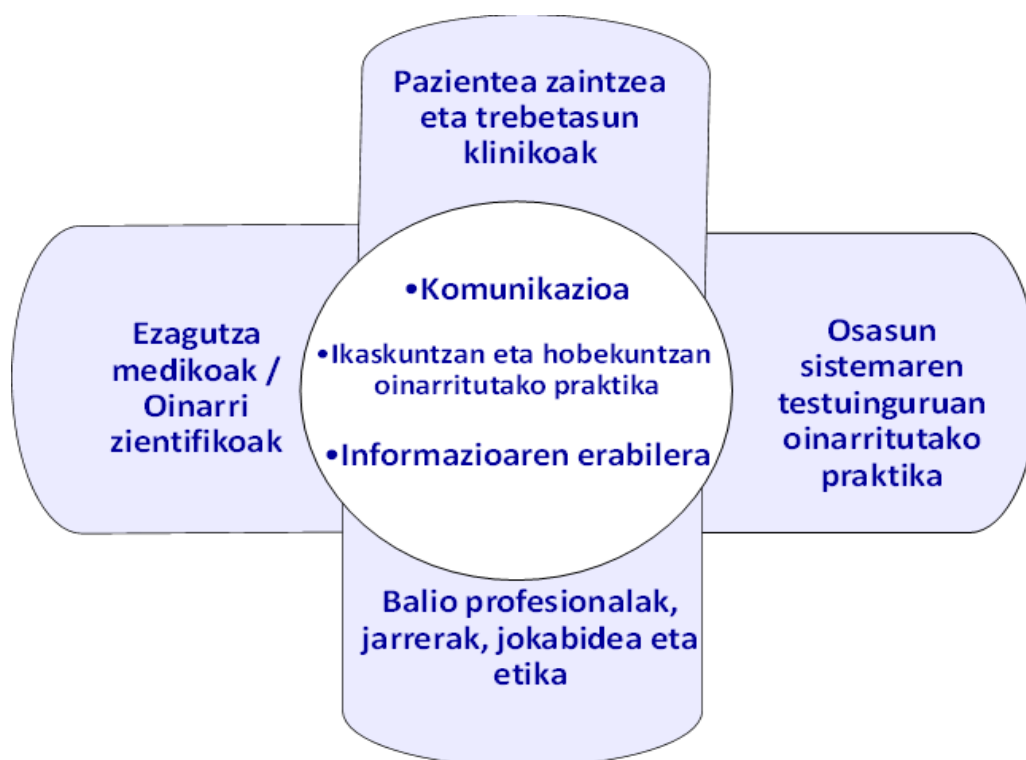 Pazientea zaintzea
eta trebetasun
klinikoak
Ezagutza
medikoak /
Oinarri
zientifikoak
•Komunikazioa
•Ikaskuntzan eta hobekuntzan
oinarritutako praktika
•Informazioaren erabilera
Osasun
sistemaren
testuinguruan
oinarritutako
praktika
Balio profesionalak,
jarrerak, jokabidea eta
etika